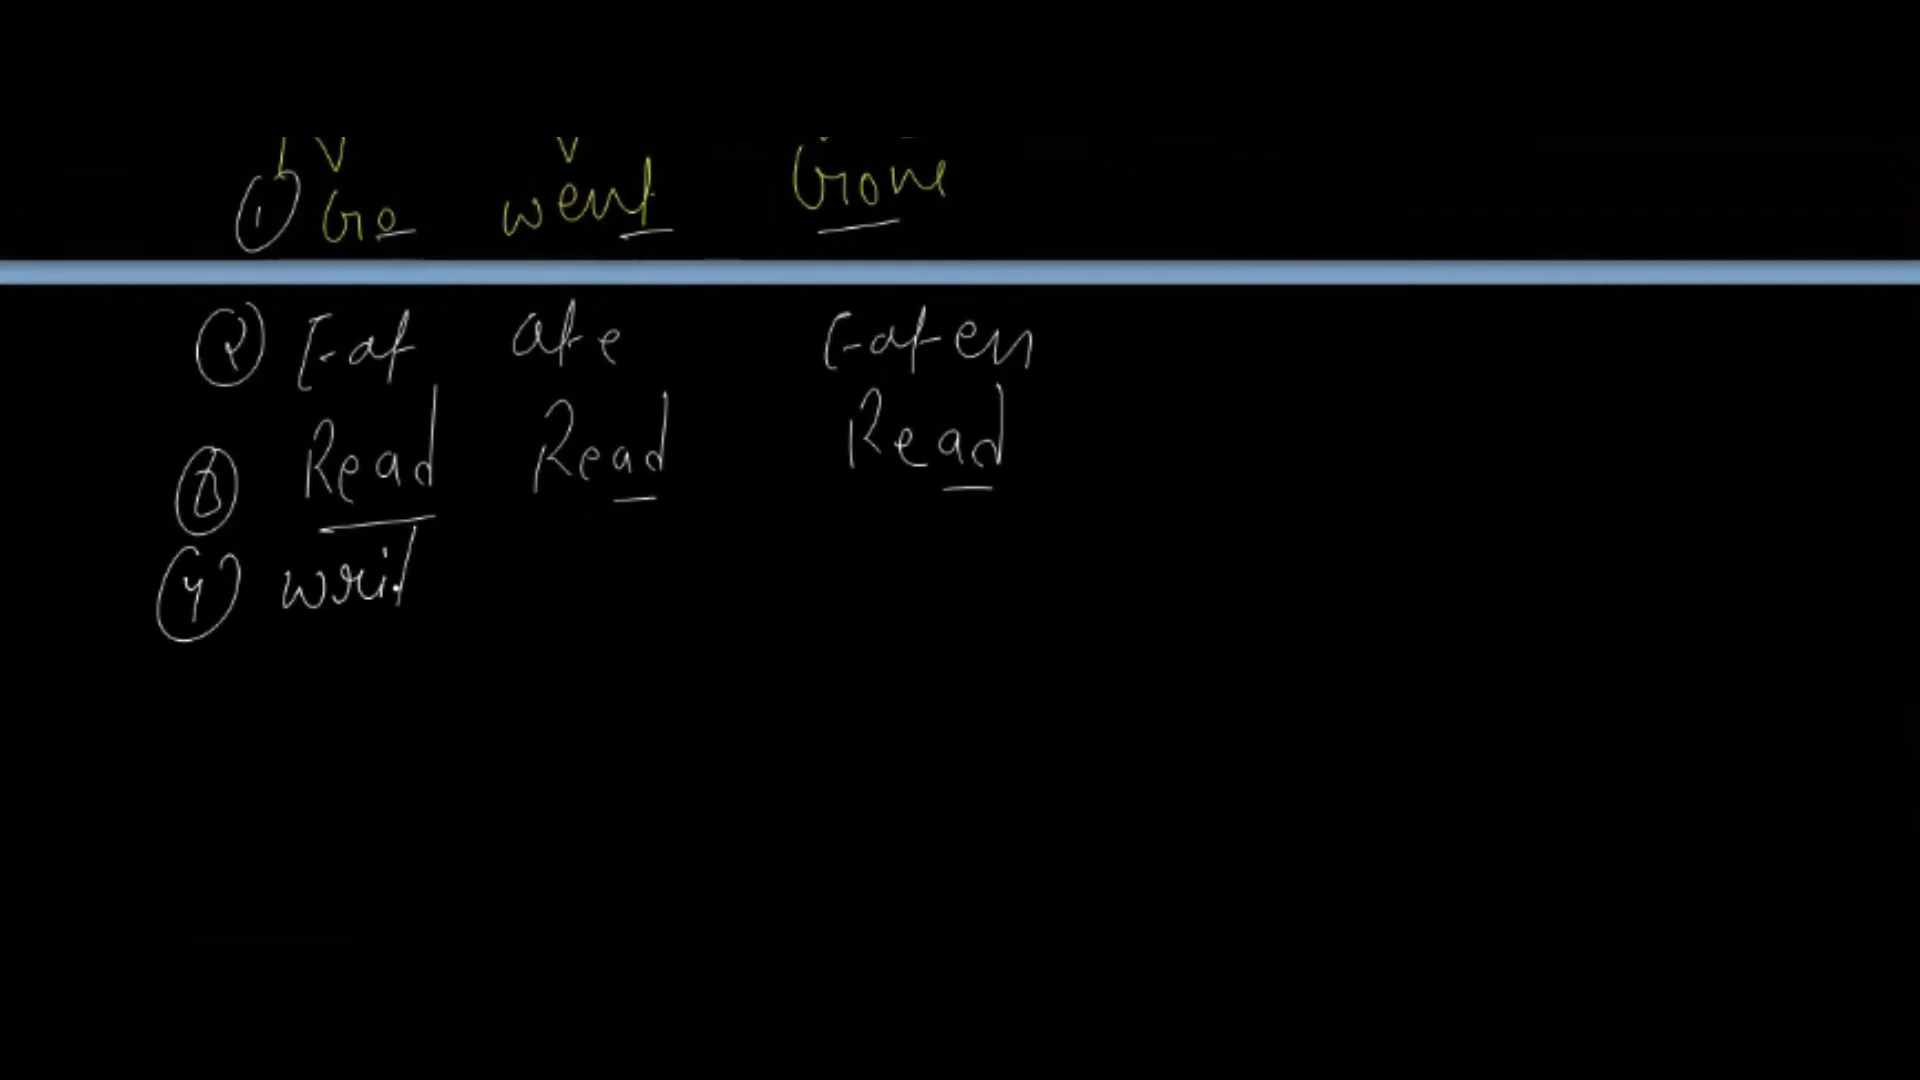 ① Go went Gone
② Eat ate Eaten
③ Read Read Read
④ writ